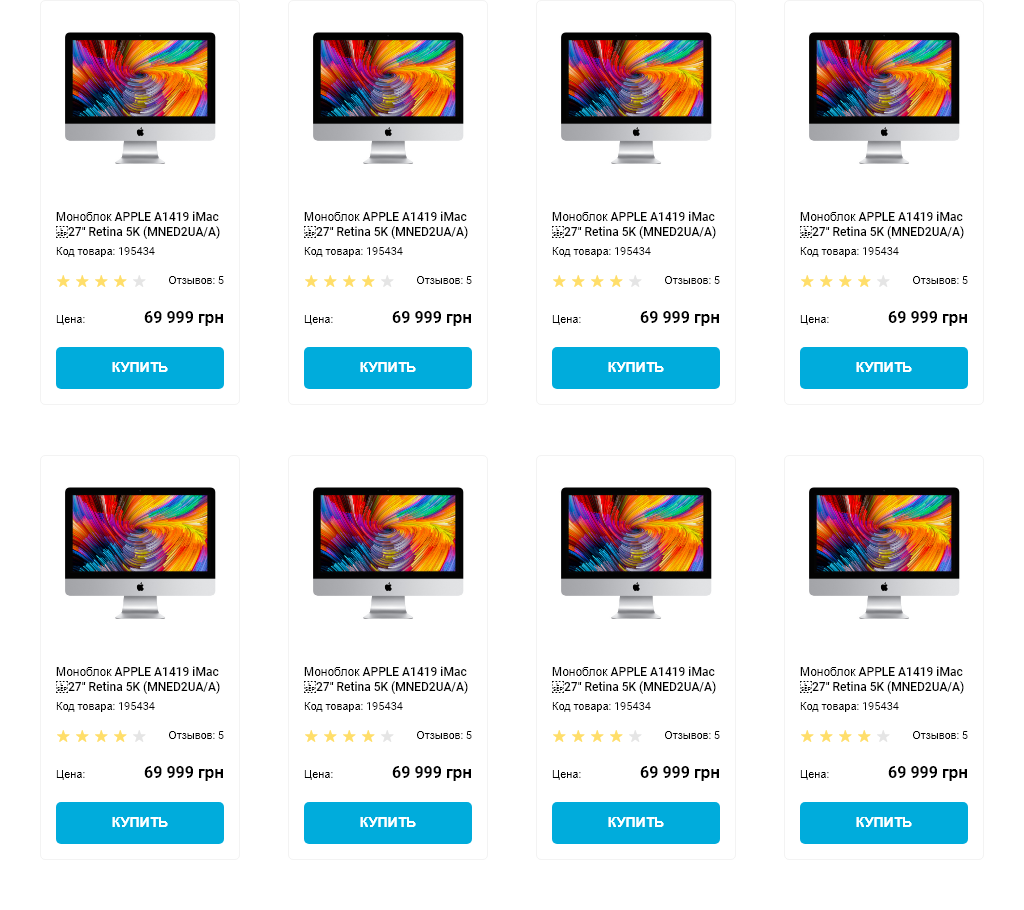 Моноблок APPLE A1419 iMac
27" Retina 5K (MNED2UA/A)
Код товара: 195434
Отзывов: 5
Цена: 69 999 грн
КУПИТЬ
Моноблок APPLE A1419 iMac
27" Retina 5K (MNED2UA/A)
Код товара: 195434
Отзывов: 5
Цена: 69 999 грн
КУПИТЬ
Моноблок APPLE A1419 iMac
27" Retina 5K (MNED2UA/A)
Код товара: 195434
Отзывов: 5
Цена: 69 999 грн
КУПИТЬ
Моноблок APPLE A1419 iMac
27" Retina 5K (MNED2UA/A)
Код товара: 195434
Отзывов: 5
Цена: 69 999 грн
КУПИТЬ
Моноблок APPLE A1419 iMac
27" Retina 5K (MNED2UA/A)
Код товара: 195434
Отзывов: 5
Цена: 69 999 грн
КУПИТЬ
Моноблок APPLE A1419 iMac
27" Retina 5K (MNED2UA/A)
Код товара: 195434
Отзывов: 5
Цена: 69 999 грн
КУПИТЬ
Моноблок APPLE A1419 iMac
27" Retina 5K (MNED2UA/A)
Код товара: 195434
Отзывов: 5
Цена: 69 999 грн
КУПИТЬ
Моноблок APPLE A1419 iMac
27" Retina 5K (MNED2UA/A)
Код товара: 195434
Отзывов: 5
Цена: 69 999 грн
КУПИТЬ